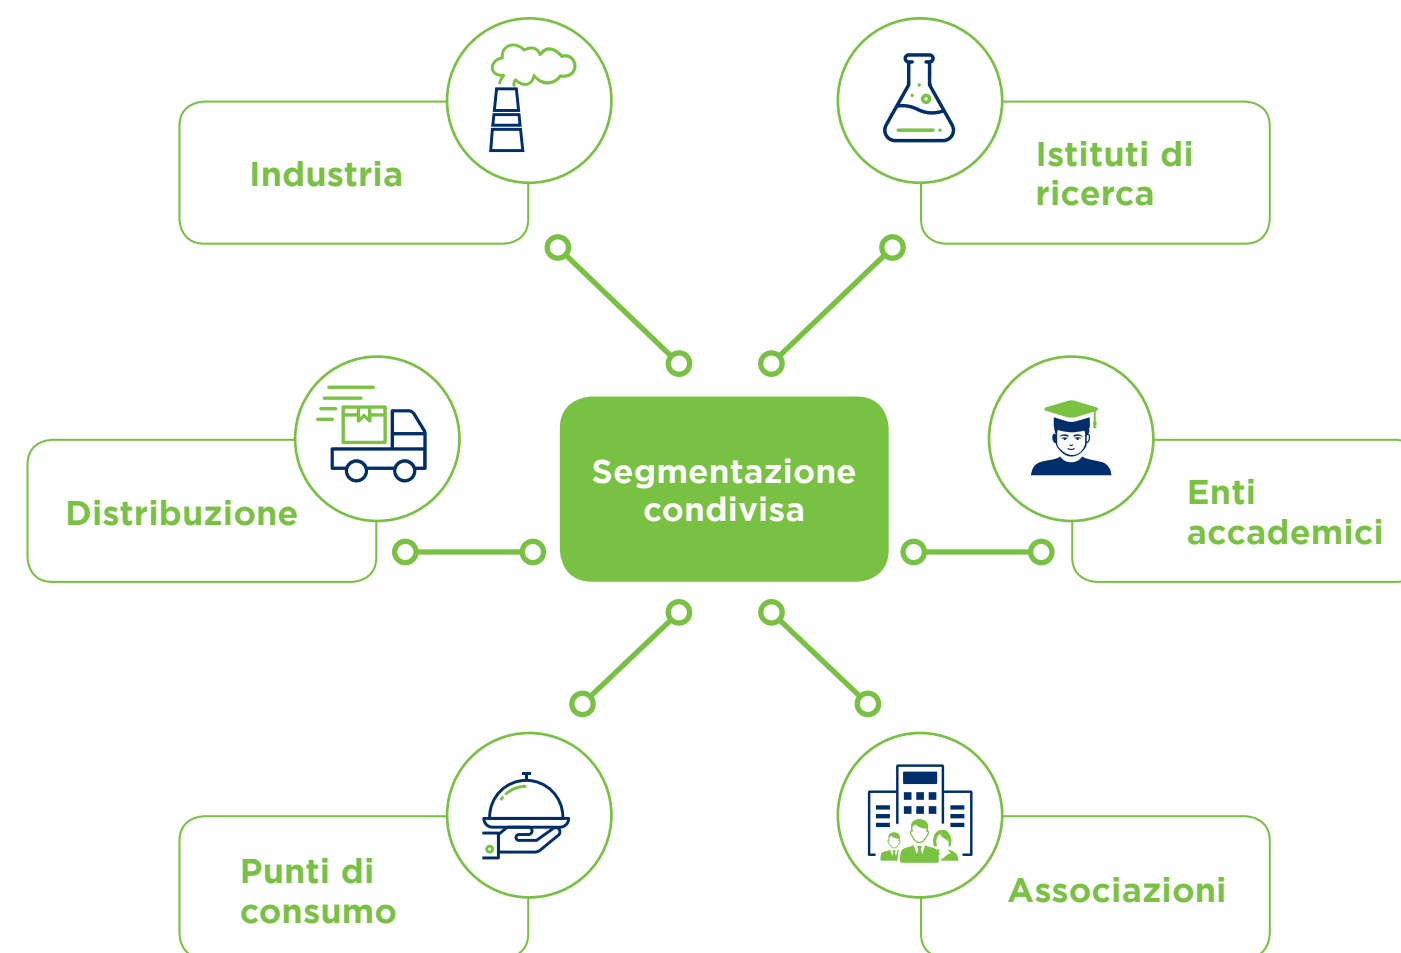 Industria
Istituti di
ricerca
Distribuzione
Segmentazione
condivisa
Enti
accademici
Punti di
consumo
Associazioni